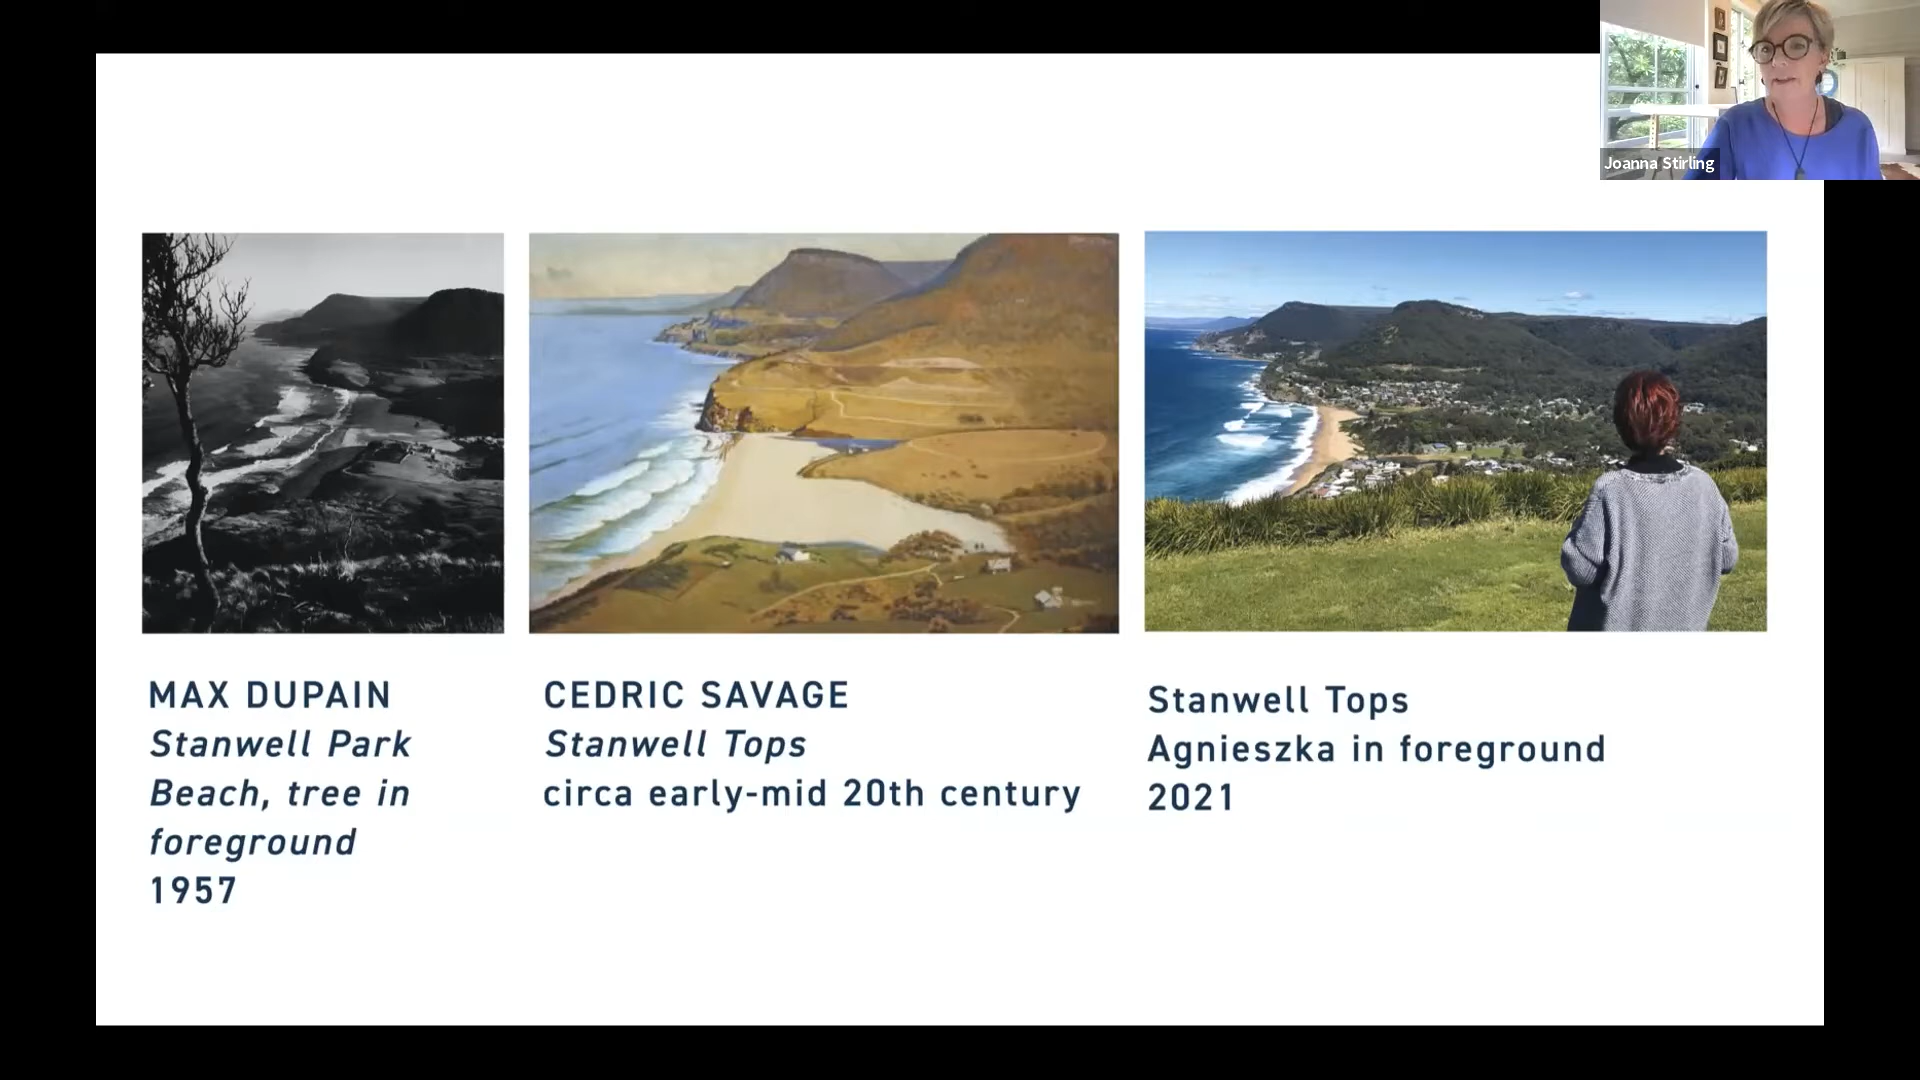 Joanna Stirling
MAX DUPAIN
Stanwell Park
Beach, tree in
foreground
1957
CEDRIC SAVAGE
Stanwell Tops
circa early-mid 20th century
Stanwell Tops
Agnieszka in foreground
2021